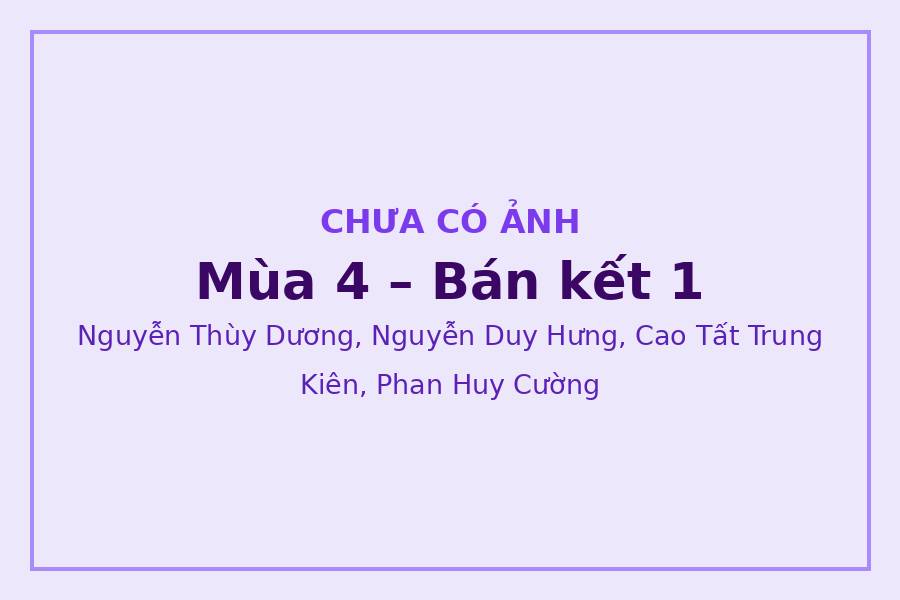 CHƯA CÓ ẢNH
Mùa 4 – Bán kết 1
Nguyễn Thùy Dương, Nguyễn Duy Hưng, Cao Tất Trung
Kiên, Phan Huy Cường